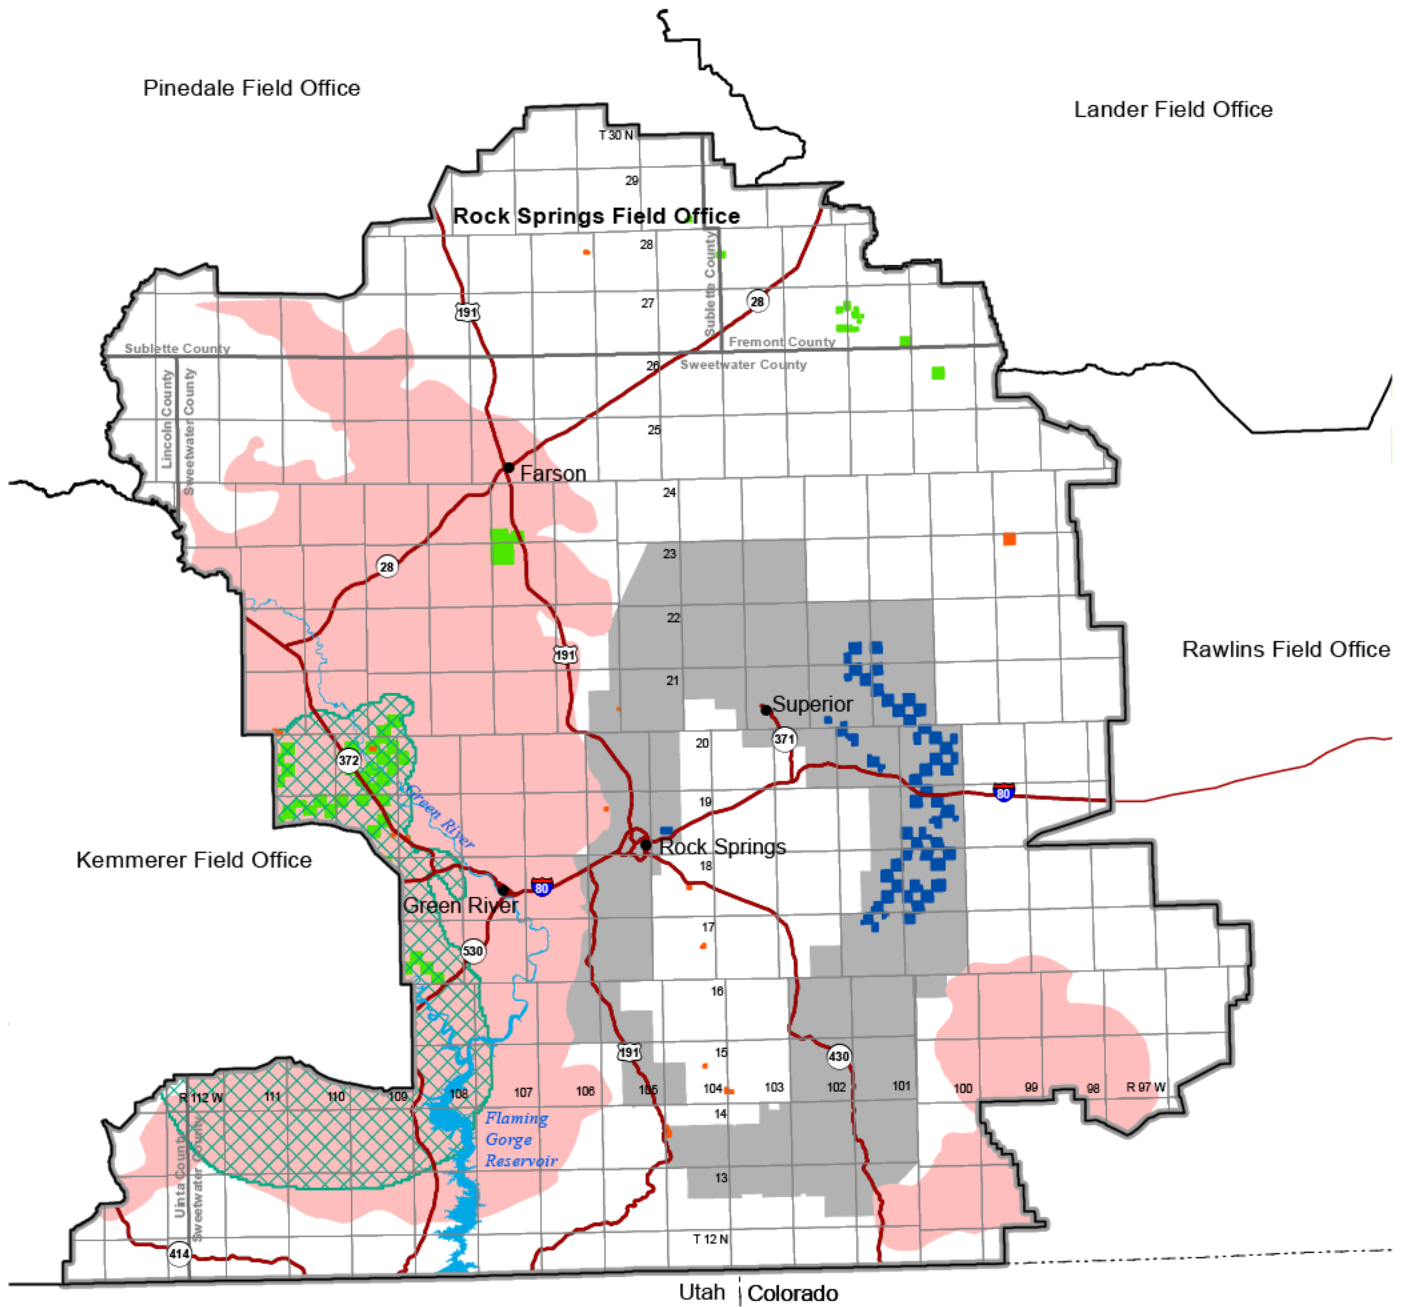 Pinedale Field Office
Lander Field Office
T 30 N
29
Rock Springs Field Office
28
Sublette County
27
191
28
Sublette County
Fremont County
26
Sweetwater County
Lincoln County
Sweetwater County
25
Farson
24
23
28
22
191
Rawlins Field Office
21
Superior
20
371
372
19
80
Green River
Rock Springs
Kemmerer Field Office
18
80
Green River
17
530
16
15
191
430
R 112 W
111
110
109
108
107
106
105
104
103
102
101
100
99
98
R 97 W
14
Flaming
Gorge
Reservoir
Uinta County
Sweetwater County
13
T 12 N
414
Utah
Colorado